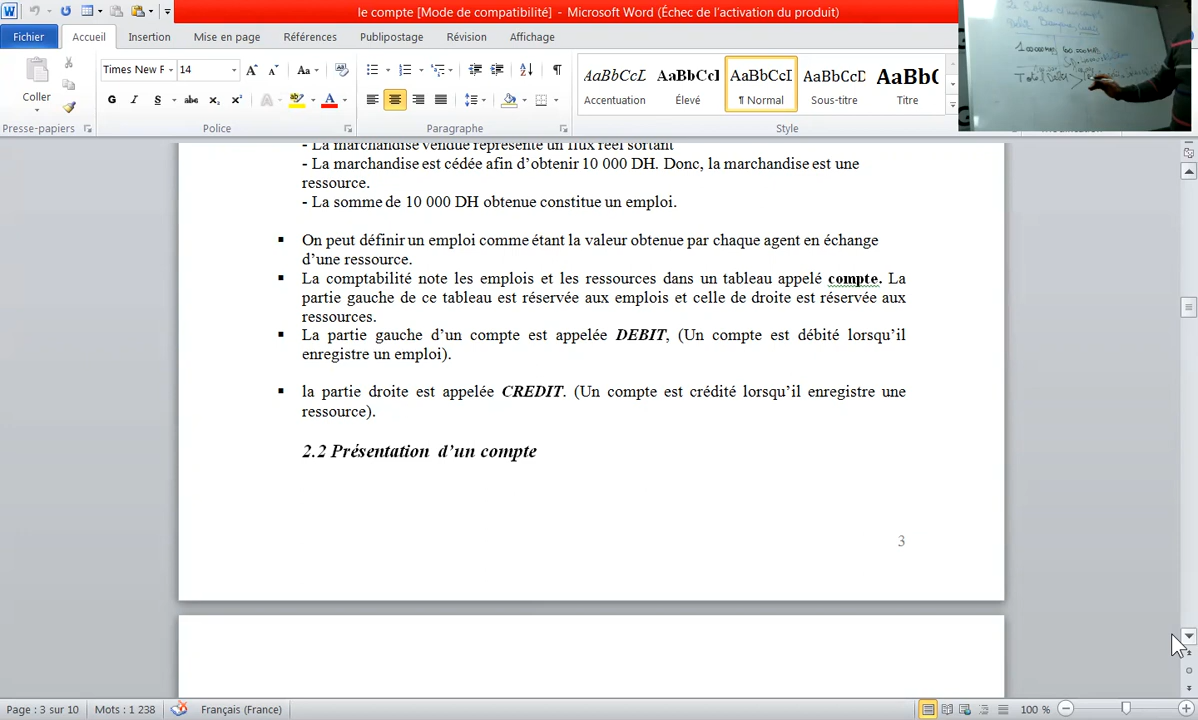 le compte [Mode de compatibilité] - Microsoft Word (Échec de l'activation du produit)
Fichier Accueil Insertion Mise en page Références Publipostage Révision Affichage
Coller
Times New F 14
AaBbCcL AaBbCcI AaBbCcI AaBbCcD AaBb(
G I S abc x₂ x²
Accentuation Élevé ¶ Normal Sous-titre Titre
Presse-papiers Police Paragraphe Style
- La marchandise vendue représente un flux réel sortant
- La marchandise est cédée afin d'obtenir 10 000 DH. Donc, la marchandise est une
ressource.
- La somme de 10 000 DH obtenue constitue un emploi.
▪ On peut définir un emploi comme étant la valeur obtenue par chaque agent en échange
d'une ressource.
▪ La comptabilité note les emplois et les ressources dans un tableau appelé compte. La
partie gauche de ce tableau est réservée aux emplois et celle de droite est réservée aux
ressources.
▪ La partie gauche d'un compte est appelée DEBIT, (Un compte est débité lorsqu'il
enregistre un emploi).
▪ la partie droite est appelée CREDIT. (Un compte est crédité lorsqu'il enregistre une
ressource).
2.2 Présentation d'un compte
3
Page : 3 sur 10 Mots : 1 238 Français (France) 100 %